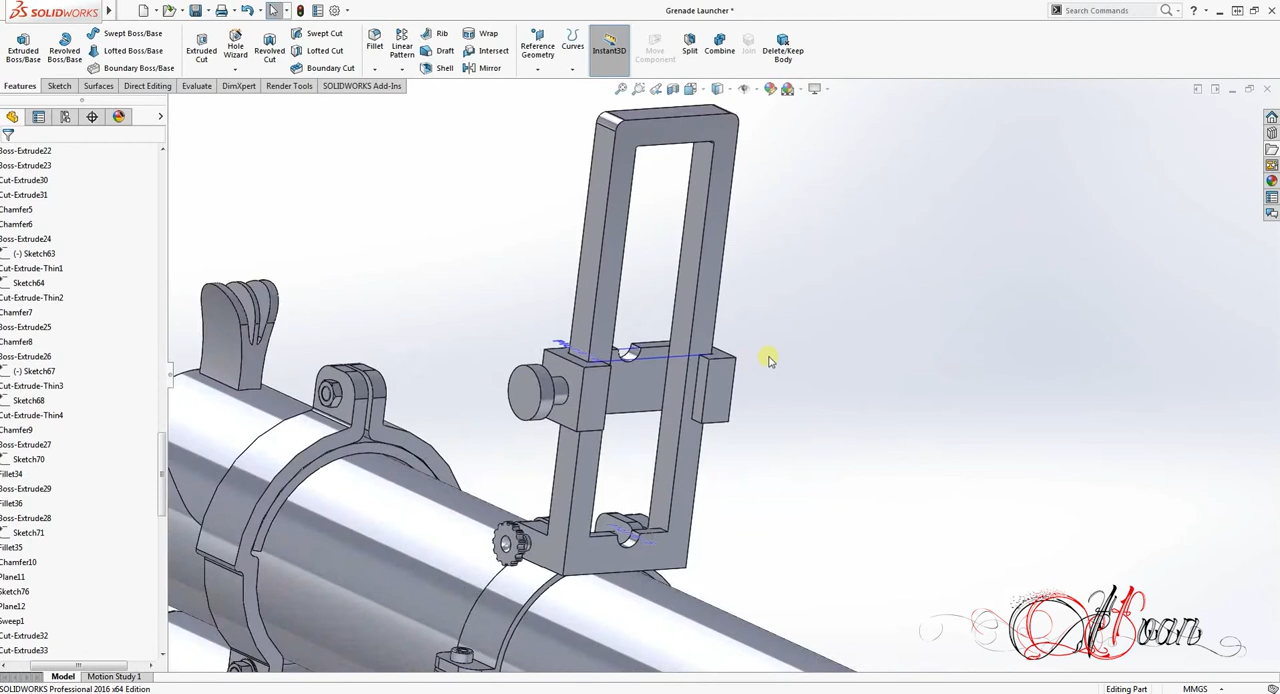 SOLIDWORKS
Grenade Launcher *
Search Commands
Extruded Boss/Base
Revolved Boss/Base
Swept Boss/Base
Lofted Boss/Base
Boundary Boss/Base
Extruded Cut
Hole Wizard
Revolved Cut
Swept Cut
Lofted Cut
Boundary Cut
Fillet
Linear Pattern
Rib
Draft
Shell
Wrap
Intersect
Mirror
Reference Geometry
Curves
Instant3D
Move Component
Split
Combine
Join
Delete/Keep Body
Features Sketch Surfaces Direct Editing Evaluate DimXpert Render Tools SOLIDWORKS Add-Ins
Boss-Extrude22
Boss-Extrude23
Cut-Extrude30
Cut-Extrude31
Chamfer5
Chamfer6
Boss-Extrude24
(-) Sketch63
Cut-Extrude-Thin1
Sketch64
Cut-Extrude-Thin2
Chamfer7
Boss-Extrude25
Chamfer8
Boss-Extrude26
(-) Sketch67
Cut-Extrude-Thin3
Sketch68
Cut-Extrude-Thin4
Chamfer9
Boss-Extrude27
Sketch70
Fillet34
Boss-Extrude29
Fillet36
Boss-Extrude28
Sketch71
Fillet35
Chamfer10
Plane11
Sketch76
Plane12
Sweep1
Cut-Extrude32
Cut-Extrude33
Model Motion Study 1
SOLIDWORKS Professional 2016 x64 Edition
Editing Part
MMGS